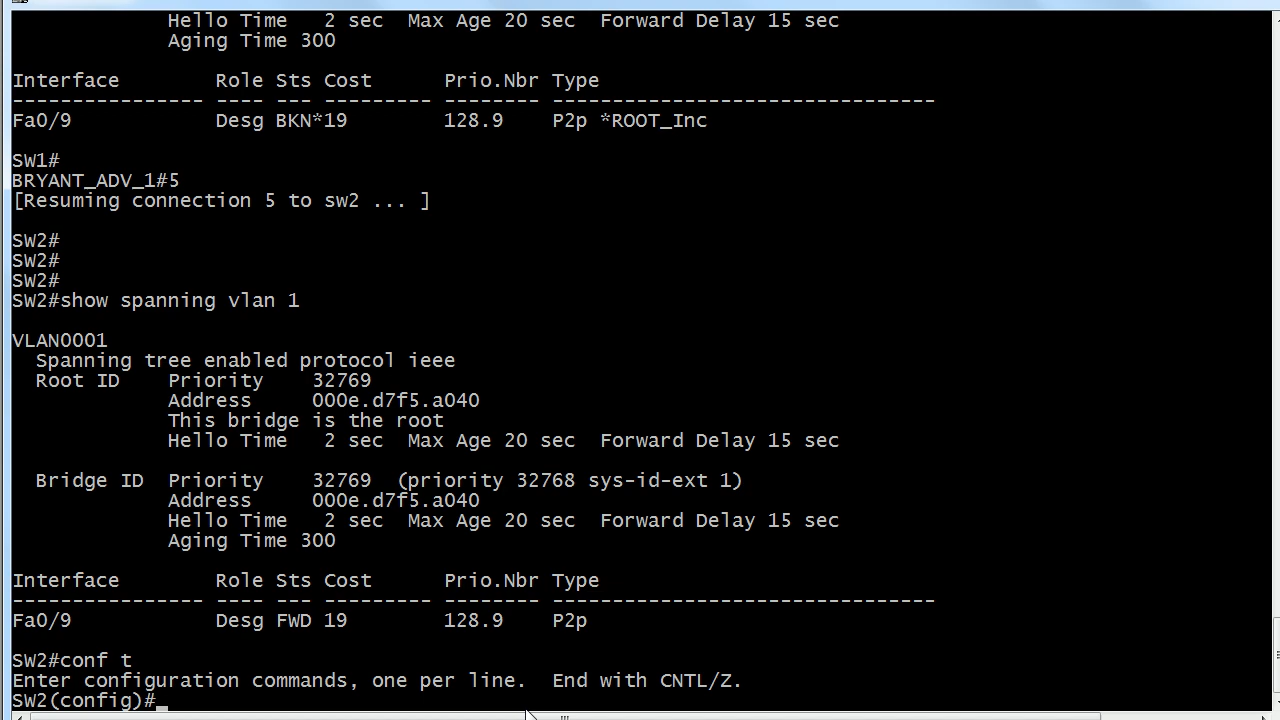 Hello Time   2 sec  Max Age 20 sec  Forward Delay 15 sec
Aging Time 300
Interface        Role Sts Cost      Prio.Nbr Type
---------------- ---- --- --------- -------- --------------------------------
Fa0/9            Desg BKN*19        128.9    P2p *ROOT_Inc
SW1#
BRYANT_ADV_1#5
[Resuming connection 5 to sw2 ... ]
SW2#
SW2#
SW2#
SW2#show spanning vlan 1
VLAN0001
  Spanning tree enabled protocol ieee
  Root ID    Priority    32769
             Address     000e.d7f5.a040
             This bridge is the root
             Hello Time   2 sec  Max Age 20 sec  Forward Delay 15 sec
  Bridge ID  Priority    32769  (priority 32768 sys-id-ext 1)
             Address     000e.d7f5.a040
             Hello Time   2 sec  Max Age 20 sec  Forward Delay 15 sec
             Aging Time 300
Interface        Role Sts Cost      Prio.Nbr Type
---------------- ---- --- --------- -------- --------------------------------
Fa0/9            Desg FWD 19        128.9    P2p
SW2#conf t
Enter configuration commands, one per line.  End with CNTL/Z.
SW2(config)#